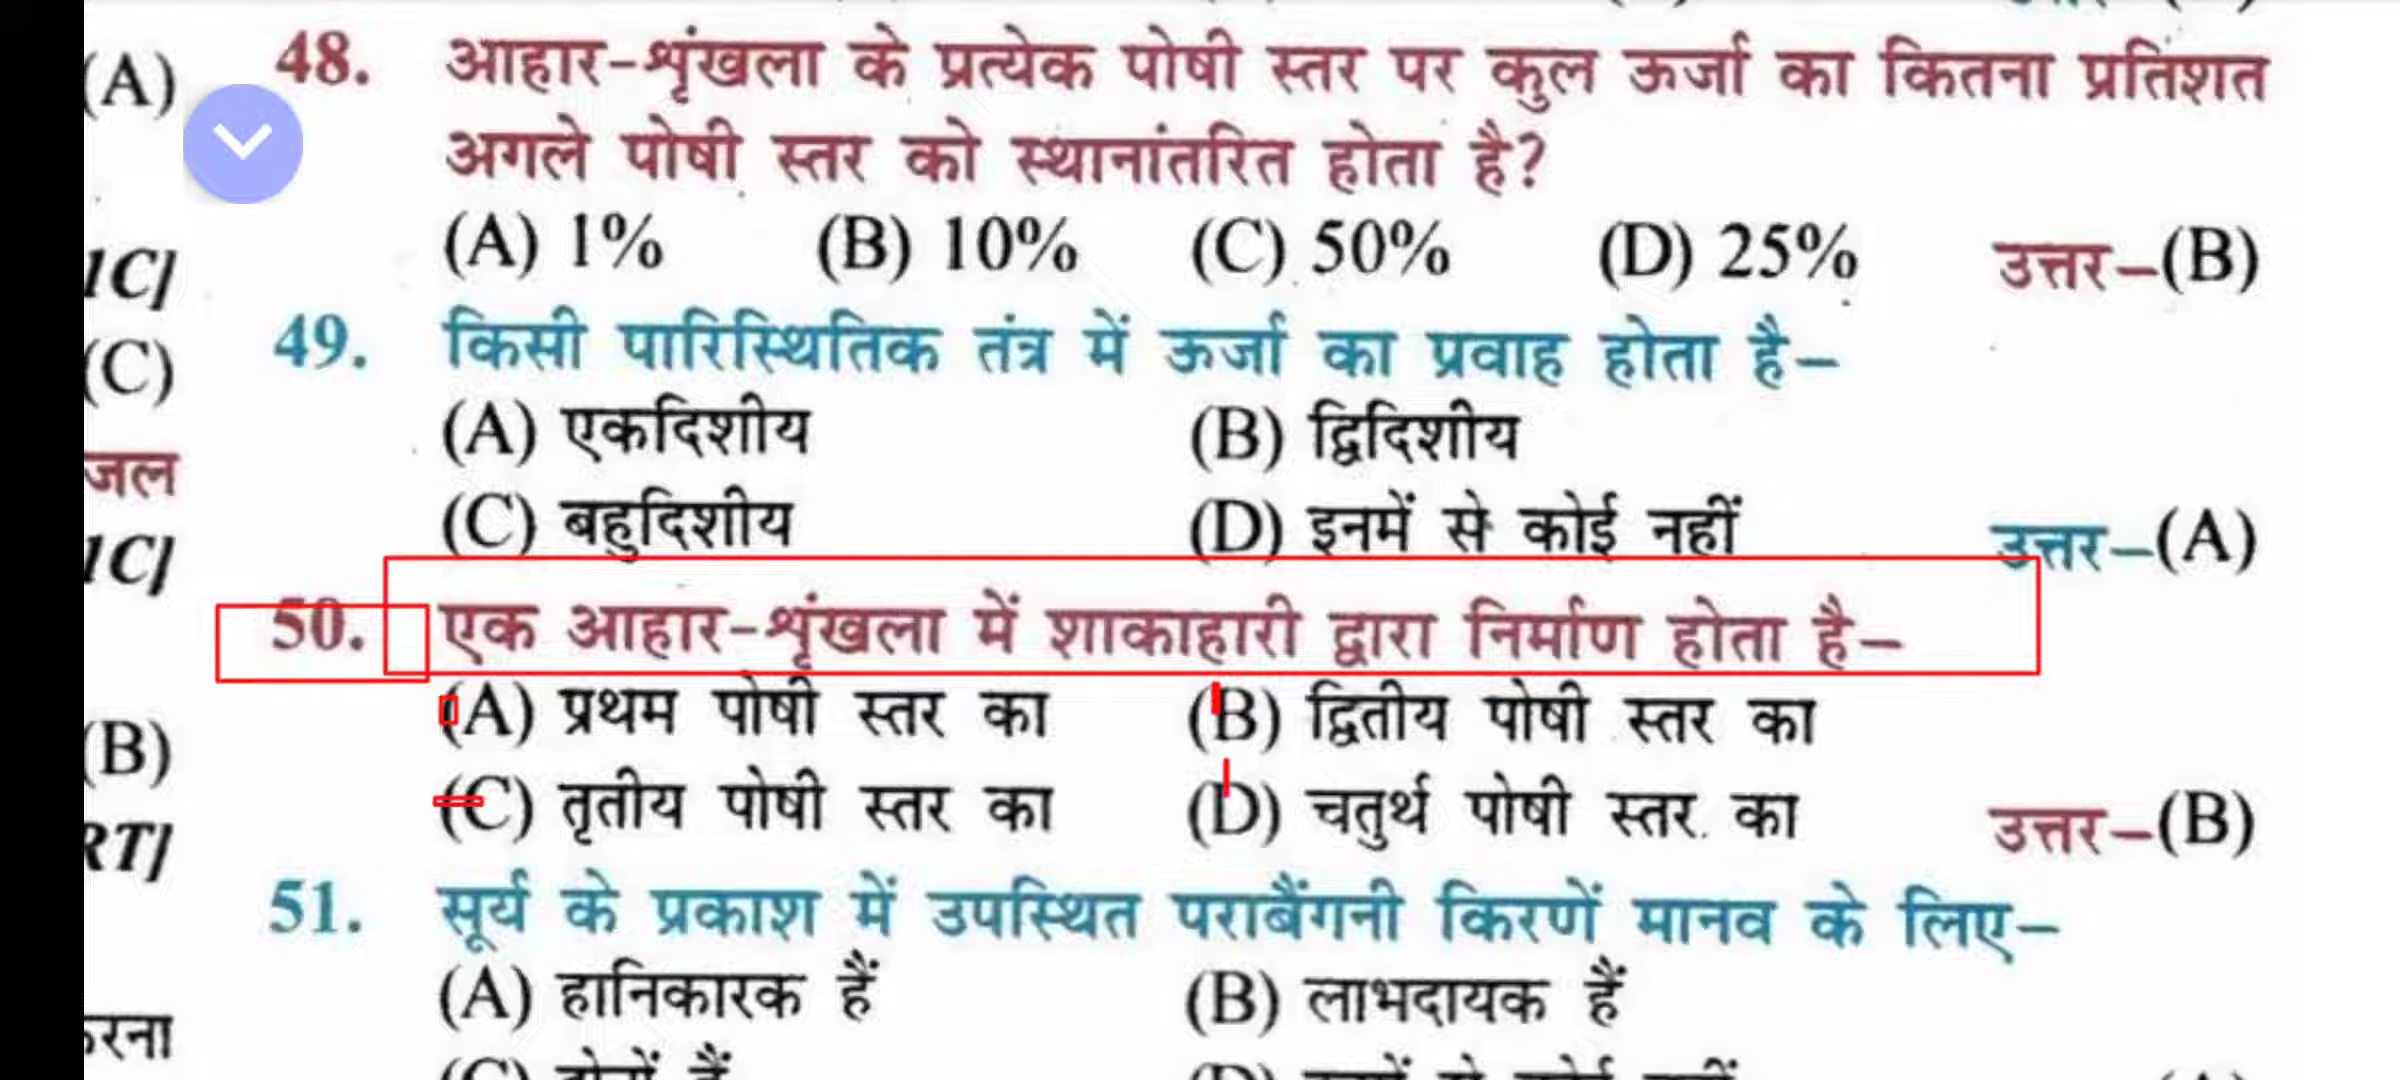 (A)
1C]
(C)
जल
1C]
(B)
RT]
रना
48. आहार-शृंखला के प्रत्येक पोषी स्तर पर कुल ऊर्जा का कितना प्रतिशत
अगले पोषी स्तर को स्थानांतरित होता है?
(A) 1% (B) 10% (C) 50% (D) 25% उत्तर–(B)
49. किसी पारिस्थितिक तंत्र में ऊर्जा का प्रवाह होता है–
(A) एकदिशीय (B) द्विदिशीय
(C) बहुदिशीय (D) इनमें से कोई नहीं उत्तर–(A)
50. एक आहार-शृंखला में शाकाहारी द्वारा निर्माण होता है–
(A) प्रथम पोषी स्तर का (B) द्वितीय पोषी स्तर का
(C) तृतीय पोषी स्तर का (D) चतुर्थ पोषी स्तर का उत्तर–(B)
51. सूर्य के प्रकाश में उपस्थित पराबैंगनी किरणें मानव के लिए–
(A) हानिकारक हैं (B) लाभदायक हैं